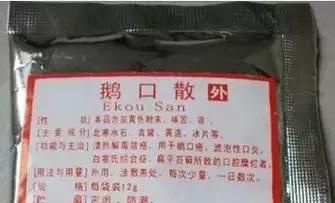 鹅口散 外
Ekou San
[性 状] 本品为灰黄色粉末,味苦、凉。
[主要成分] 北寒水石、青黛、黄连、冰片等。
[功能与主治] 清热解毒敛疮。用于鹅口疮、滤泡性口炎、
白塞氏综合征、扁平苔藓所致的口腔糜烂者。
[用法与用量] 外用,涂敷患处。每次少量,一日数次。
[规 格] 每袋装12g
[贮 藏] 密闭,防潮。